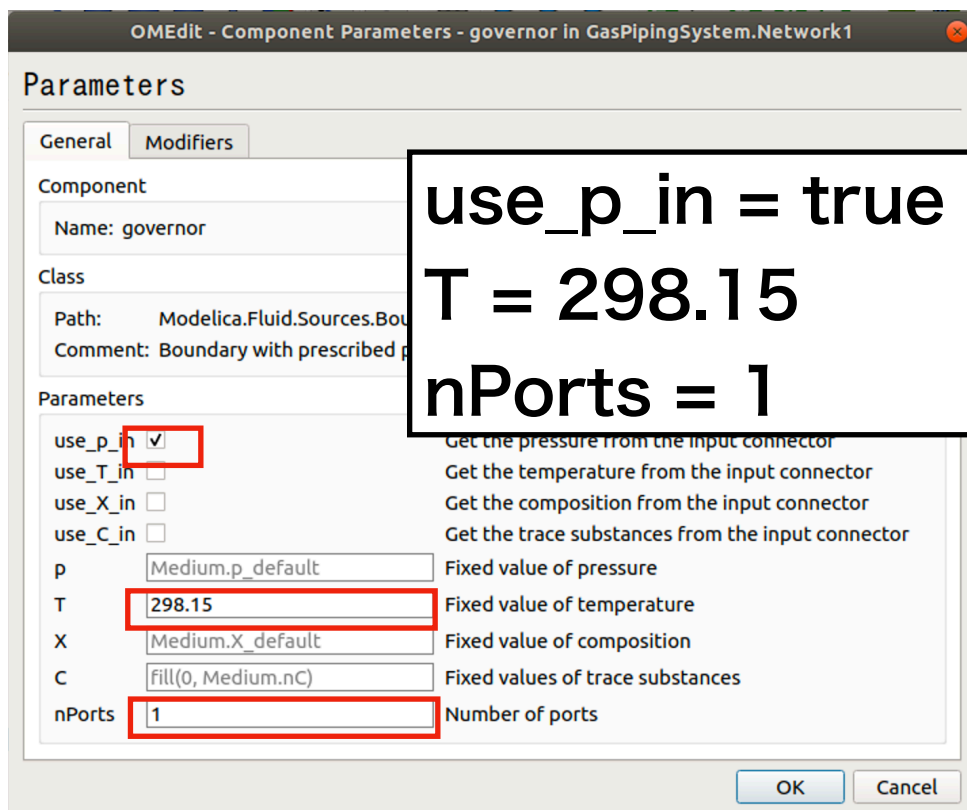 OMEdit - Component Parameters - governor in GasPipingSystem.Network1
Parameters
General Modifiers
Component
Name: governor
Class
Path: Modelica.Fluid.Sources.Bou
Comment: Boundary with prescribed p
use_p_in = true
T = 298.15
nPorts = 1
Parameters
use_p_in Get the pressure from the input connector
use_T_in Get the temperature from the input connector
use_X_in Get the composition from the input connector
use_C_in Get the trace substances from the input connector
p Medium.p_default Fixed value of pressure
T 298.15 Fixed value of temperature
X Medium.X_default Fixed value of composition
C fill(0, Medium.nC) Fixed values of trace substances
nPorts 1 Number of ports
OK Cancel